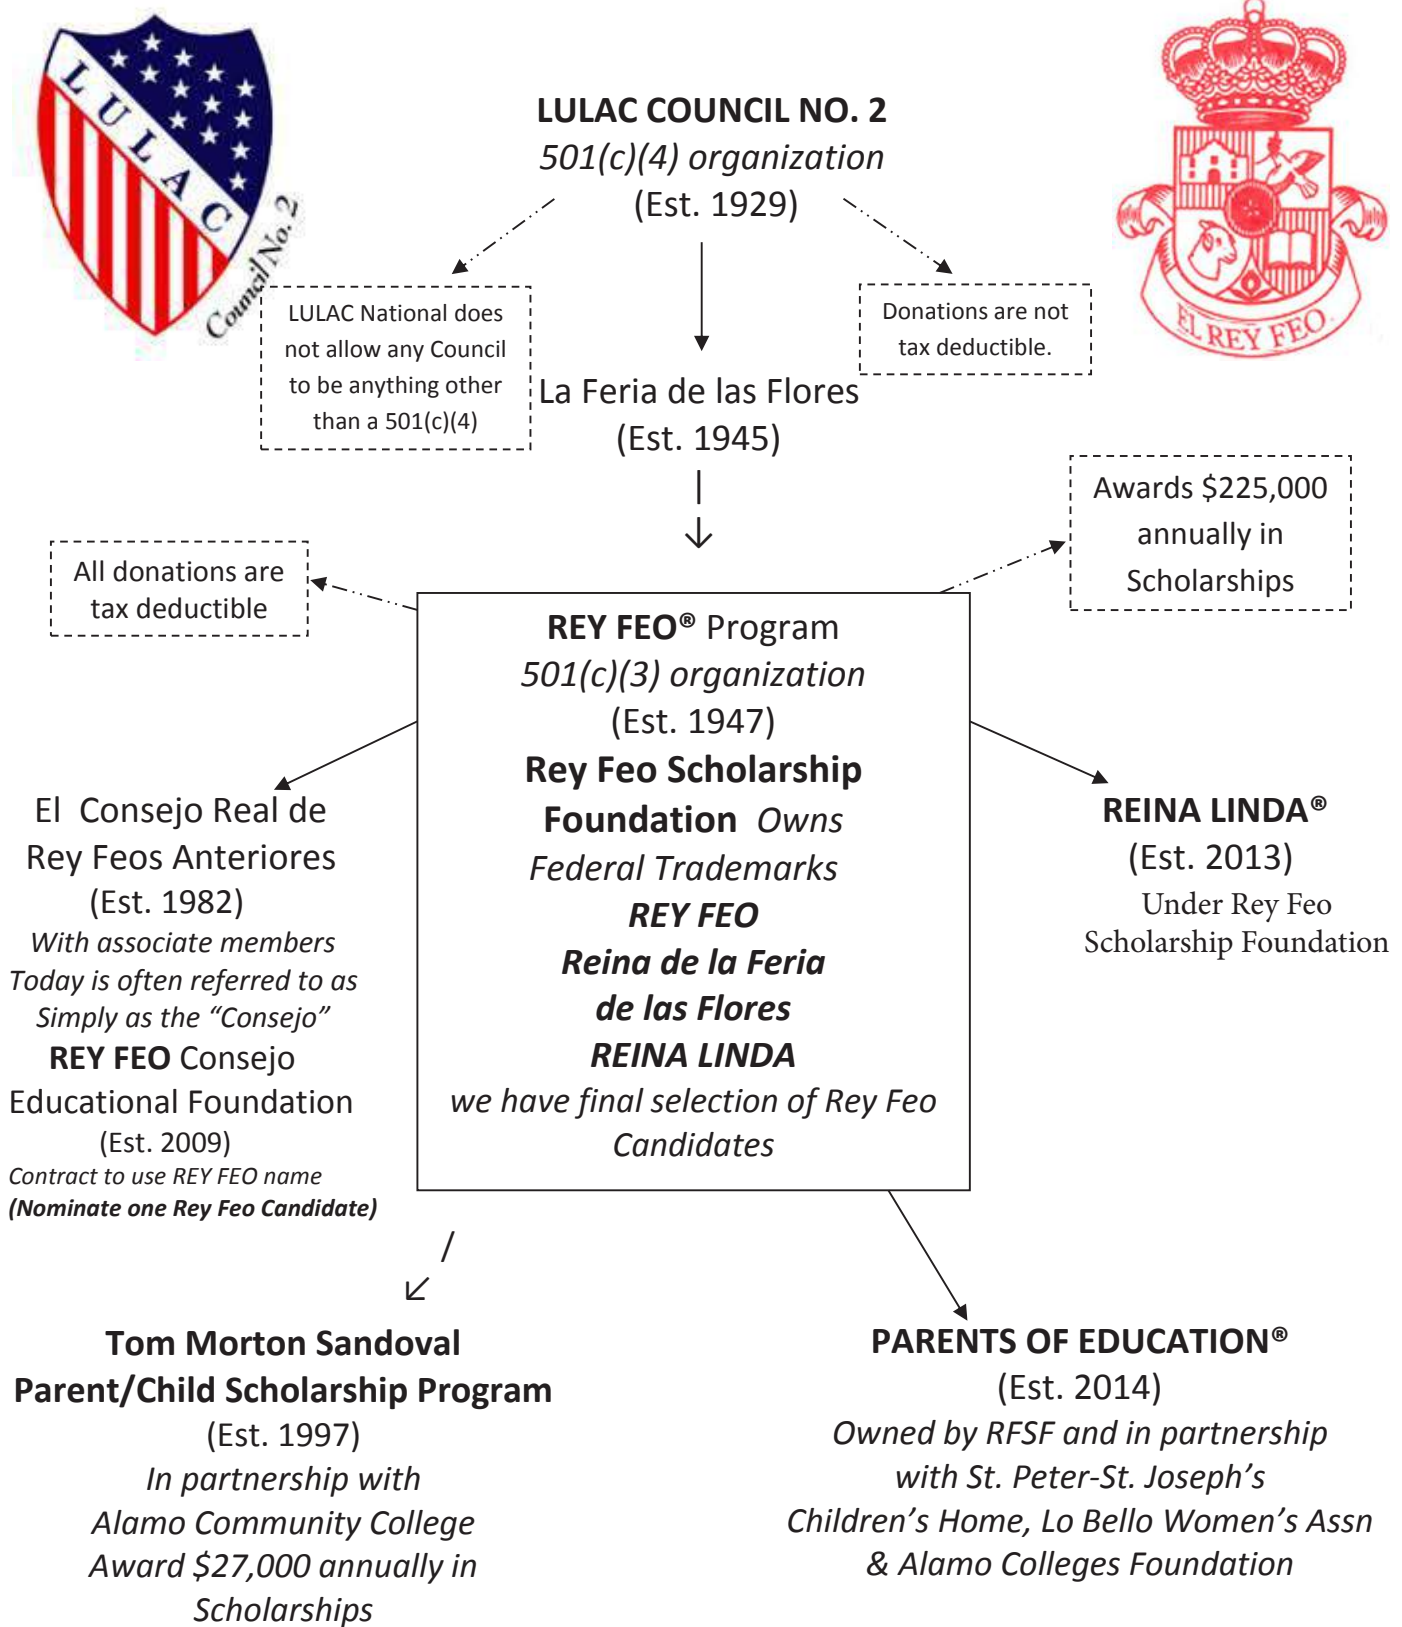 LULAC
Council No. 2
EL REY FEO
LULAC COUNCIL NO. 2
501(c)(4) organization
(Est. 1929)
LULAC National does
not allow any Council
to be anything other
than a 501(c)(4)
Donations are not
tax deductible.
La Feria de las Flores
(Est. 1945)
All donations are
tax deductible
Awards $225,000
annually in
Scholarships
REY FEO® Program
501(c)(3) organization
(Est. 1947)
Rey Feo Scholarship
Foundation Owns
Federal Trademarks
REY FEO
Reina de la Feria
de las Flores
REINA LINDA
we have final selection of Rey Feo
Candidates
El Consejo Real de
Rey Feos Anteriores
(Est. 1982)
With associate members
Today is often referred to as
Simply as the “Consejo”
REY FEO Consejo
Educational Foundation
(Est. 2009)
Contract to use REY FEO name
(Nominate one Rey Feo Candidate)
REINA LINDA®
(Est. 2013)
Under Rey Feo
Scholarship Foundation
Tom Morton Sandoval
Parent/Child Scholarship Program
(Est. 1997)
In partnership with
Alamo Community College
Award $27,000 annually in
Scholarships
PARENTS OF EDUCATION®
(Est. 2014)
Owned by RFSF and in partnership
with St. Peter-St. Joseph’s
Children’s Home, Lo Bello Women’s Assn
& Alamo Colleges Foundation